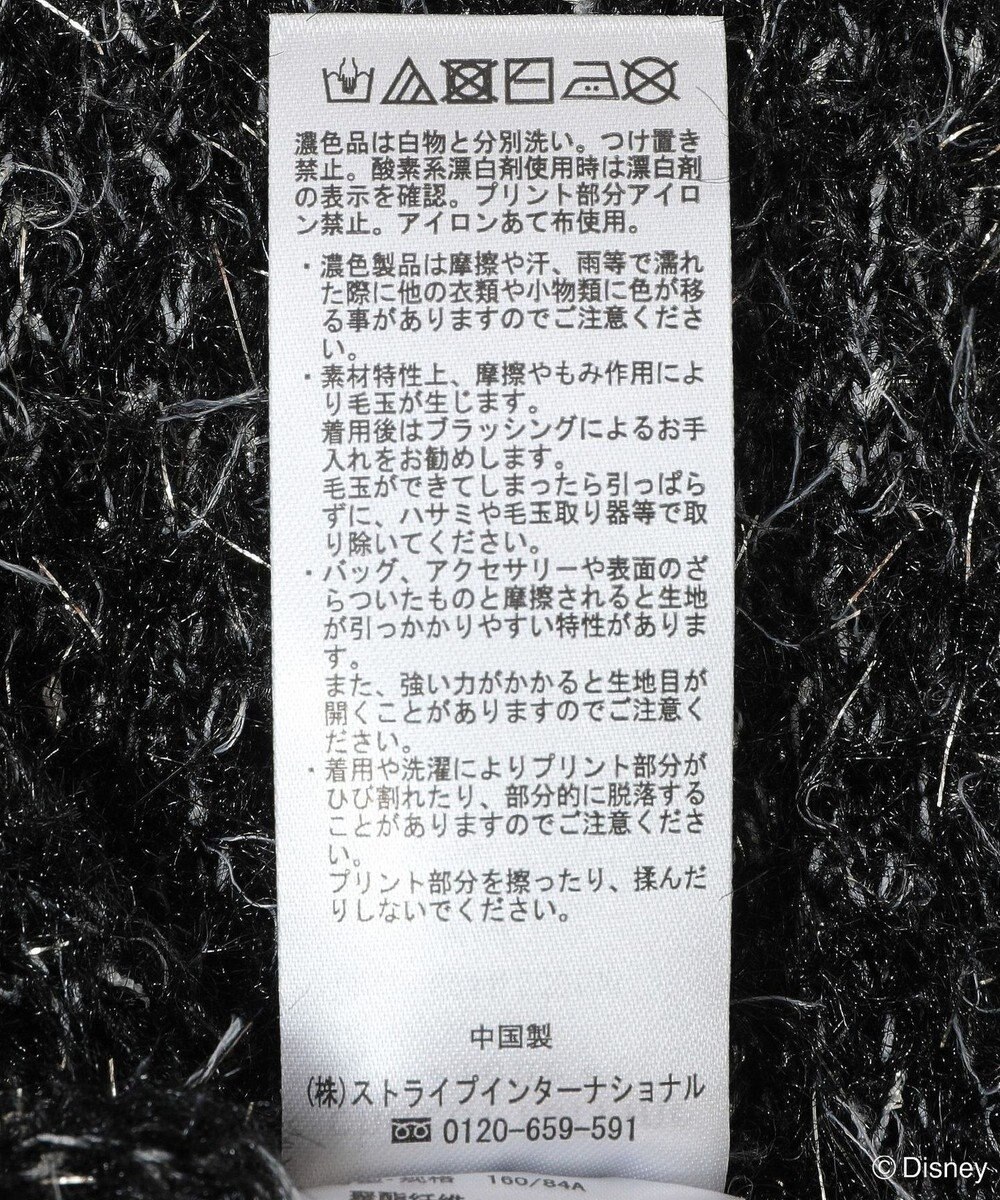 濃色品は白物と分別洗い。つけ置き
禁止。酸素系漂白剤使用時は漂白剤
の表示を確認。プリント部分アイロ
ン禁止。アイロンあて布使用。
・濃色製品は摩擦や汗、雨等で濡れ
た際に他の衣類や小物類に色が移
る事がありますのでご注意くださ
い。
・素材特性上、摩擦やもみ作用によ
り毛玉が生じます。
着用後はブラッシングによるお手
入れをお勧めします。
毛玉ができてしまったら引っぱら
ずに、ハサミや毛玉取り器等で取
り除いてください。
・バッグ、アクセサリーや表面のざ
らついたものと摩擦されると生地
が引っかかりやすい特性がありま
す。
また、強い力がかかると生地目が
開くことがありますのでご注意く
ださい。
・着用や洗濯によりプリント部分が
ひび割れたり、部分的に脱落する
ことがありますのでご注意くださ
い。
プリント部分を擦ったり、揉んだ
りしないでください。
中国製
(株)ストライプインターナショナル
0120-659-591
160/84A
© Disney